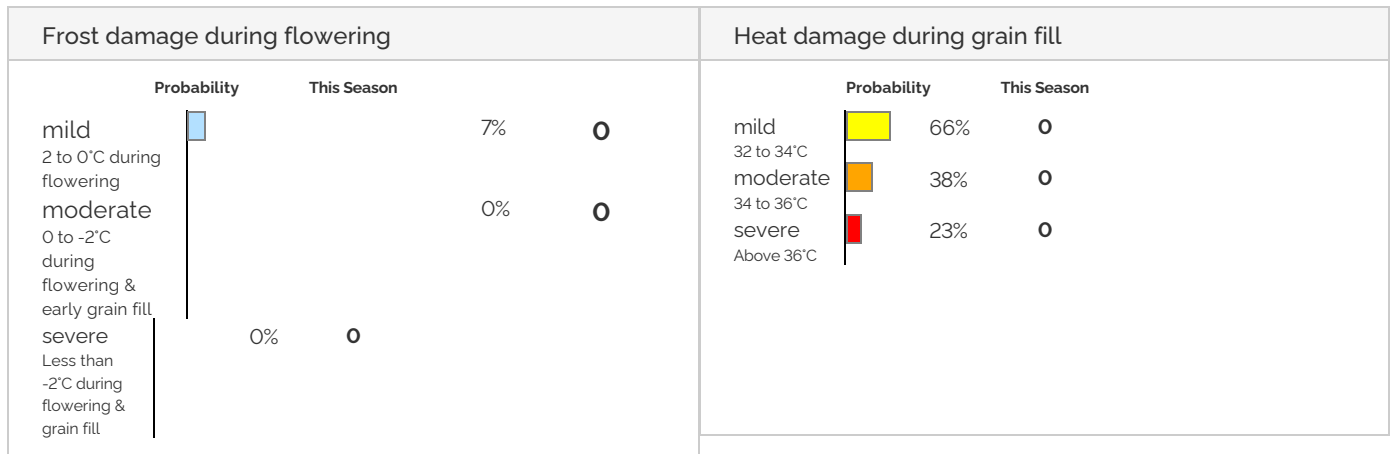 Frost damage during flowering
Probability This Season
mild 7% 0
2 to 0°C during
flowering
moderate 0% 0
0 to -2°C
during
flowering &
early grain fill
severe 0% 0
Less than
-2°C during
flowering &
grain fill
Heat damage during grain fill
Probability This Season
mild 66% 0
32 to 34°C
moderate 38% 0
34 to 36°C
severe 23% 0
Above 36°C